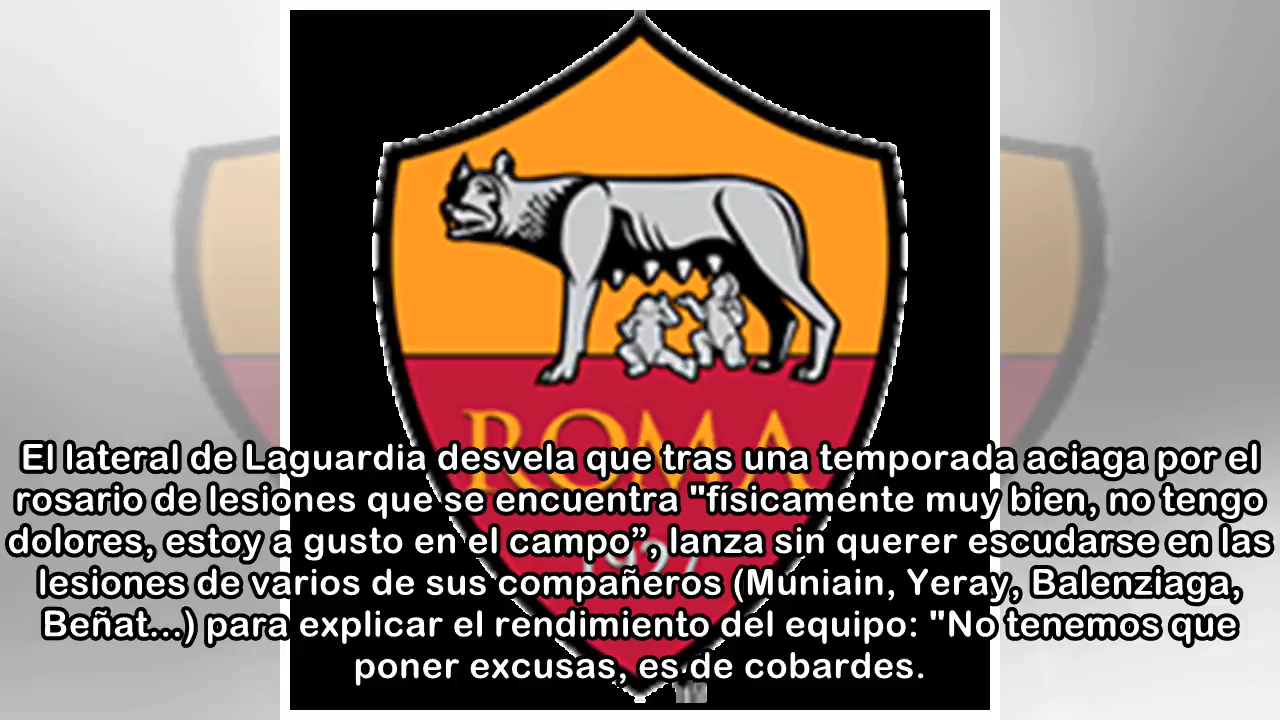 ROMA
1927
El lateral de Laguardia desvela que tras una temporada aciaga por el
rosario de lesiones que se encuentra "físicamente muy bien, no tengo
dolores, estoy a gusto en el campo”, lanza sin querer escudarse en las
lesiones de varios de sus compañeros (Muniain, Yeray, Balenziaga,
Beñat...) para explicar el rendimiento del equipo: "No tenemos que
poner excusas, es de cobardes.